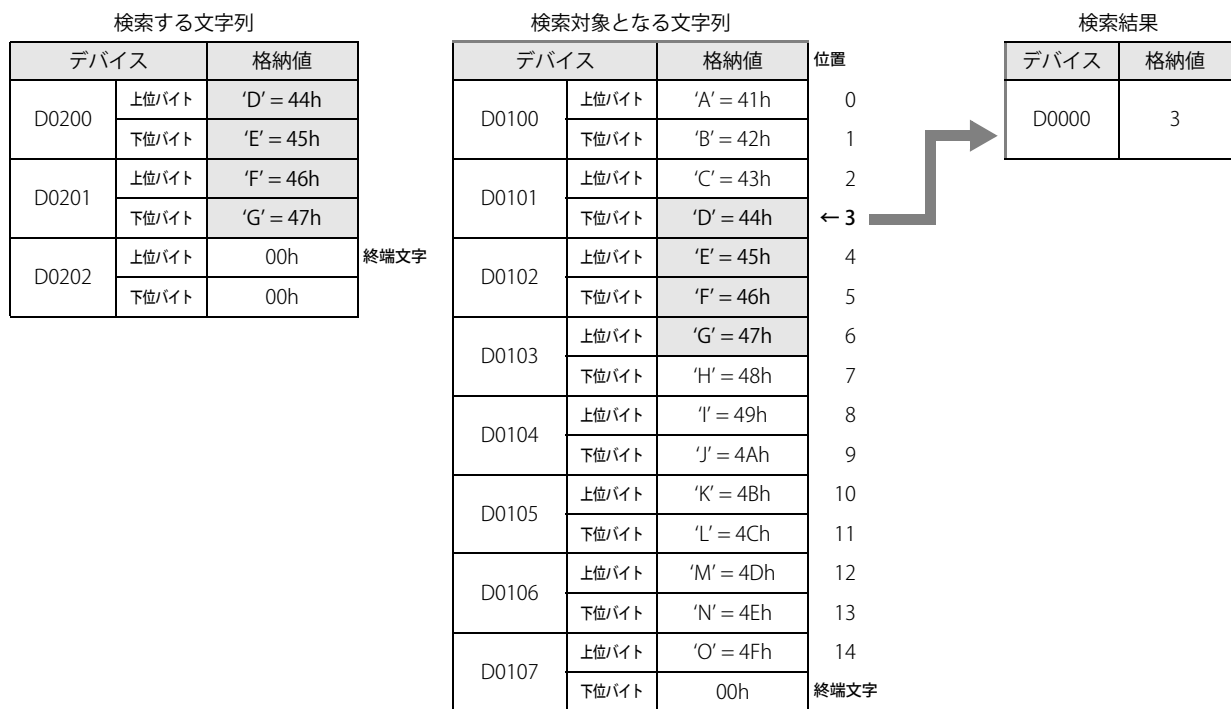 検索する文字列 検索対象となる文字列 検索結果
デバイス 格納値 デバイス 格納値 位置 デバイス 格納値
D0200 上位バイト ‘D’ = 44h D0100 上位バイト ‘A’ = 41h 0 D0000 3
下位バイト ‘E’ = 45h 下位バイト ‘B’ = 42h 1
D0201 上位バイト ‘F’ = 46h D0101 上位バイト ‘C’ = 43h 2
下位バイト ‘G’ = 47h 下位バイト ‘D’ = 44h ←3
D0202 上位バイト 00h 終端文字 D0102 上位バイト ‘E’ = 45h 4
下位バイト 00h 下位バイト ‘F’ = 46h 5
D0103 上位バイト ‘G’ = 47h 6
下位バイト ‘H’ = 48h 7
D0104 上位バイト ‘I’ = 49h 8
下位バイト ‘J’ = 4Ah 9
D0105 上位バイト ‘K’ = 4Bh 10
下位バイト ‘L’ = 4Ch 11
D0106 上位バイト ‘M’ = 4Dh 12
下位バイト ‘N’ = 4Eh 13
D0107 上位バイト ‘O’ = 4Fh 14
下位バイト 00h 終端文字